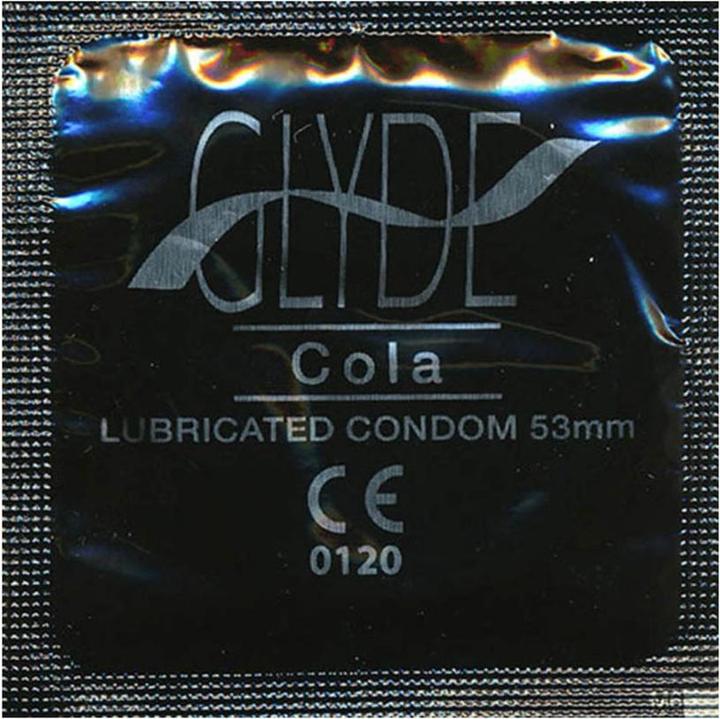 GLYDE
Cola
LUBRICATED CONDOM 53mm
CE
0120